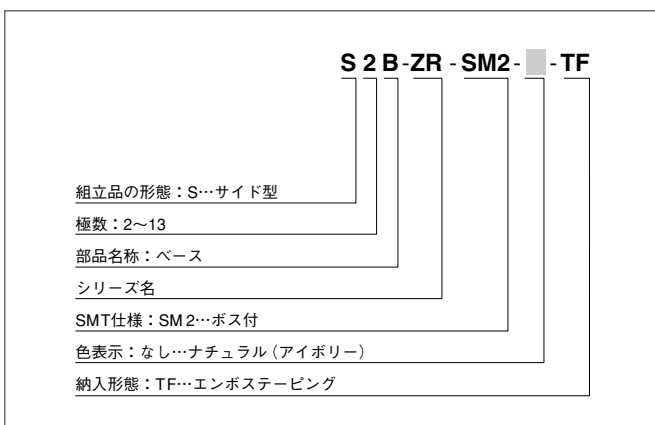 S 2 B -ZR - SM2 - - TF
組立品の形態：S…サイド型
極数：2〜13
部品名称：ベース
シリーズ名
SMT仕様：SM 2…ボス付
色表示：なし…ナチュラル（アイボリー）
納入形態：TF…エンボステーピング